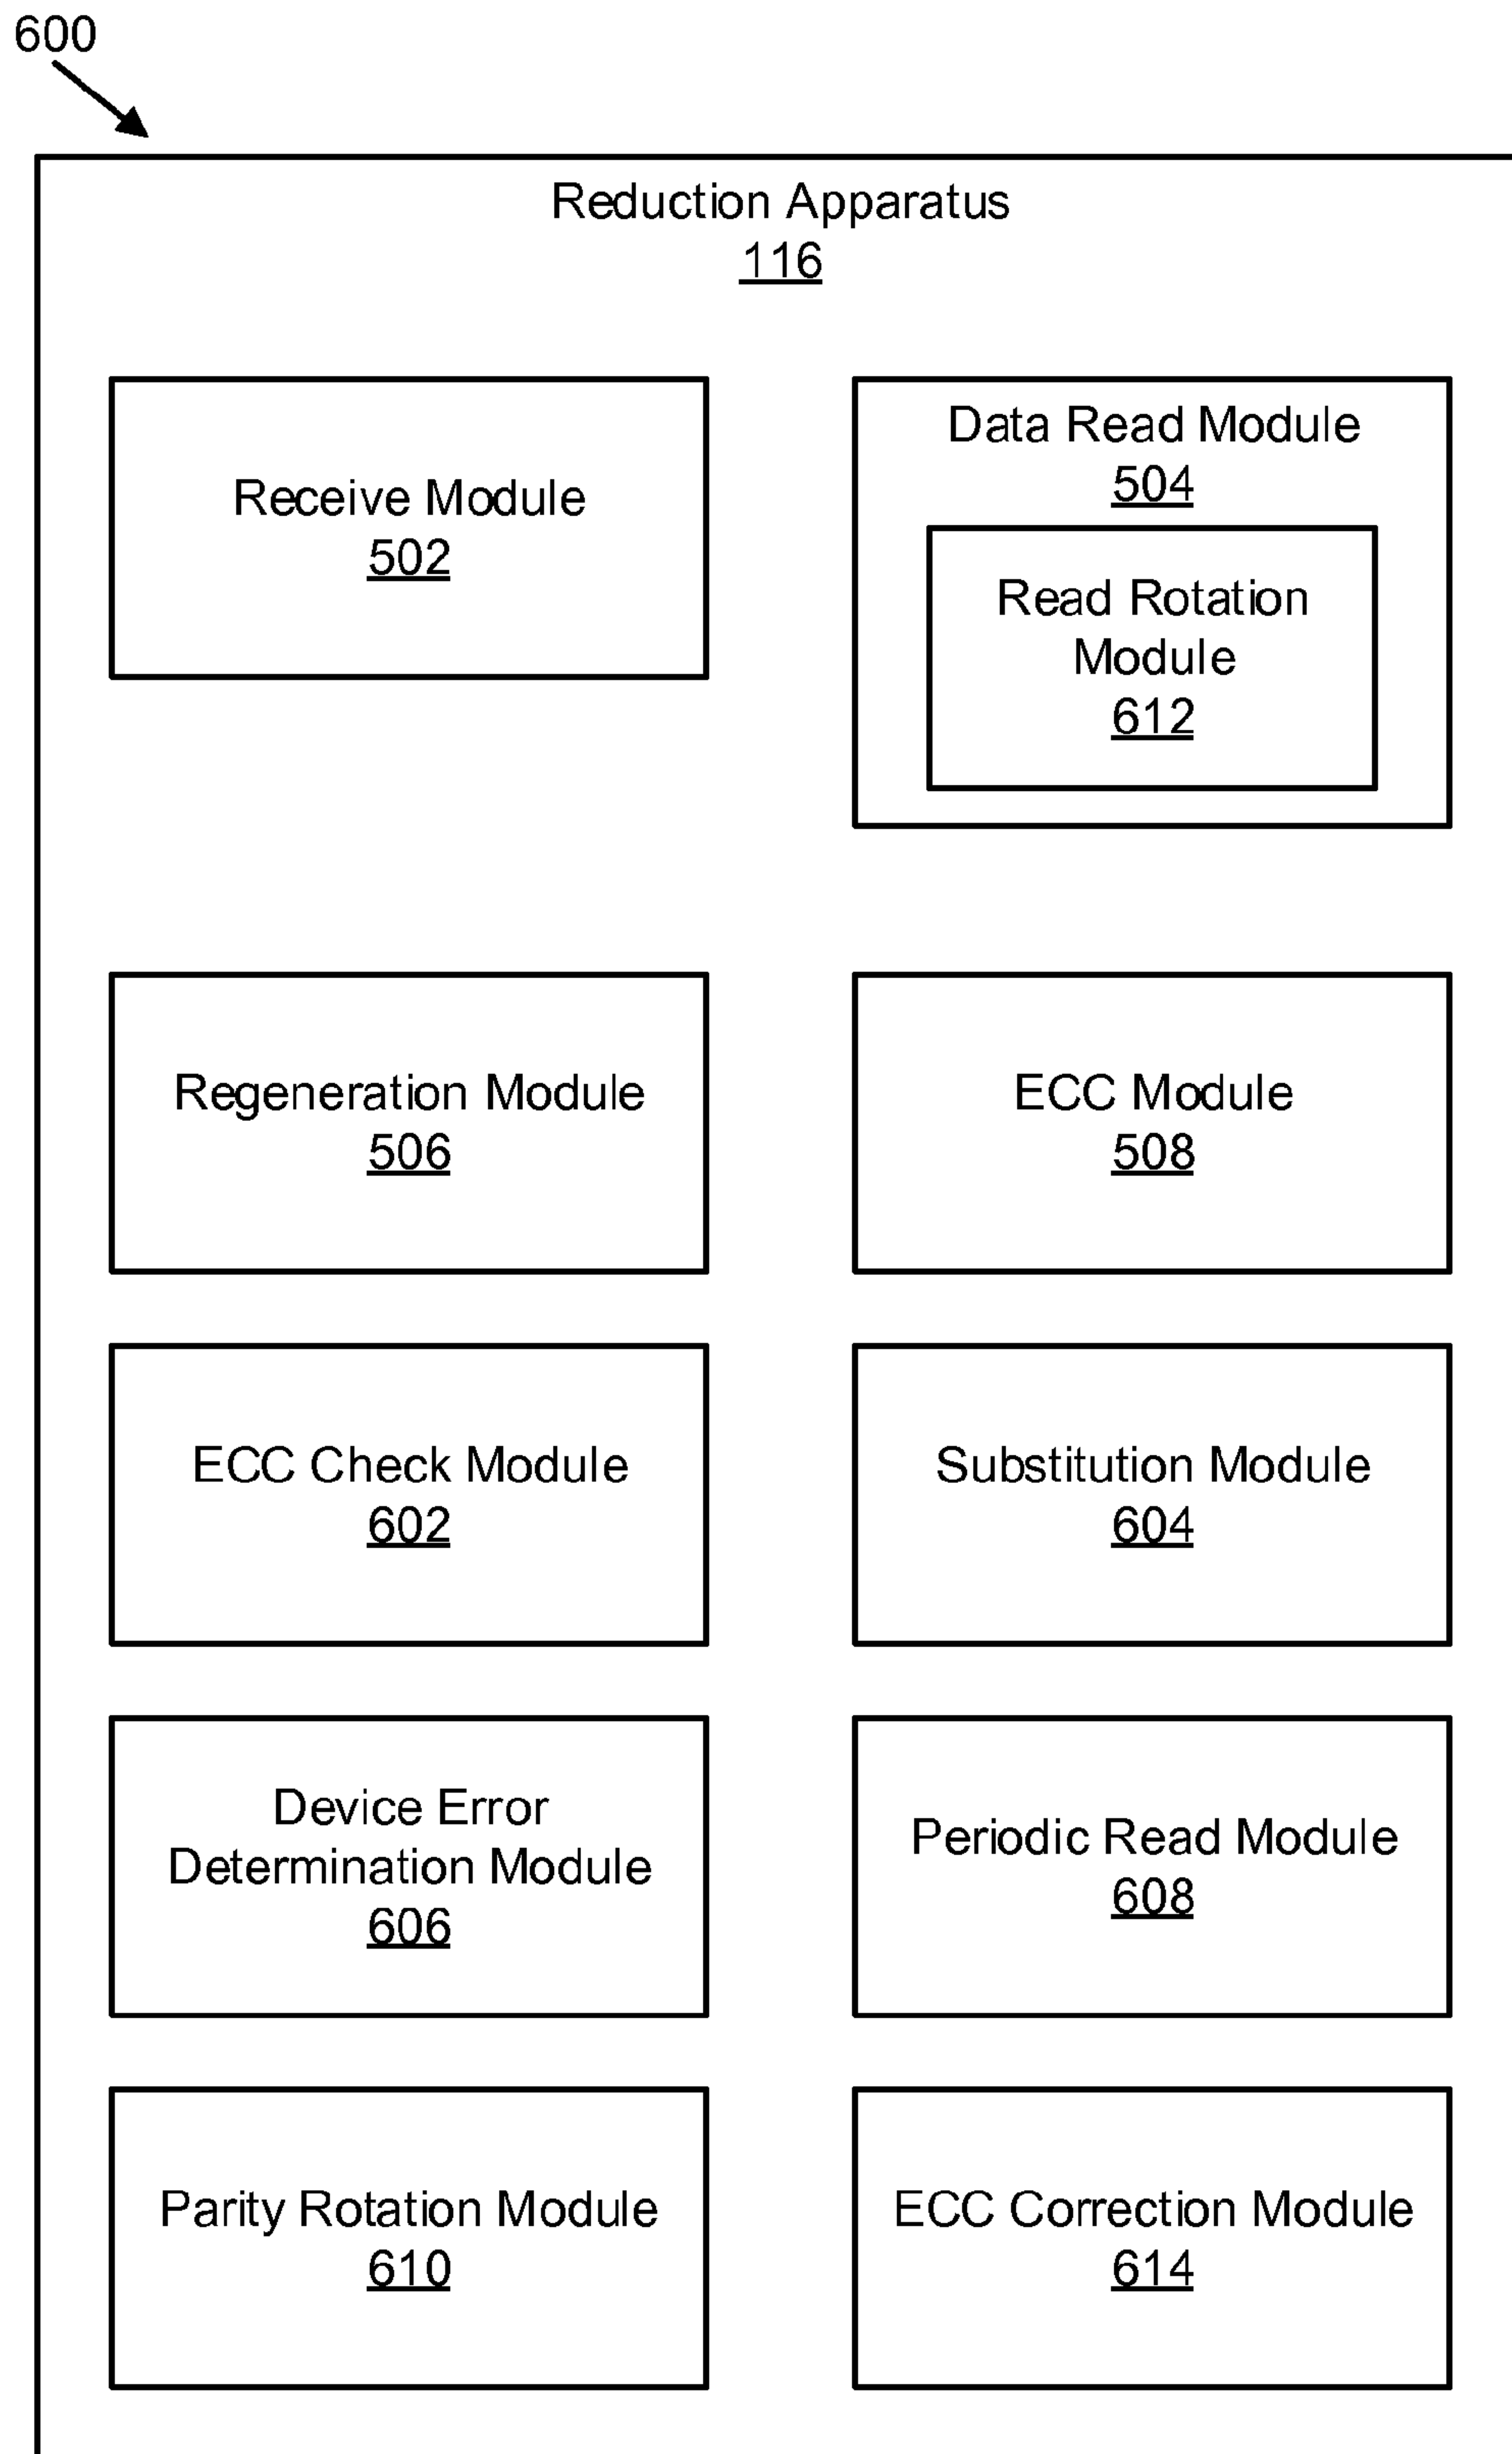 600
Reduction Apparatus
116
Receive Module
502
Data Read Module
504
Read Rotation
Module
612
Regeneration Module
506
ECC Module
508
ECC Check Module
602
Substitution Module
604
Device Error
Determination Module
606
Periodic Read Module
608
Parity Rotation Module
610
ECC Correction Module
614